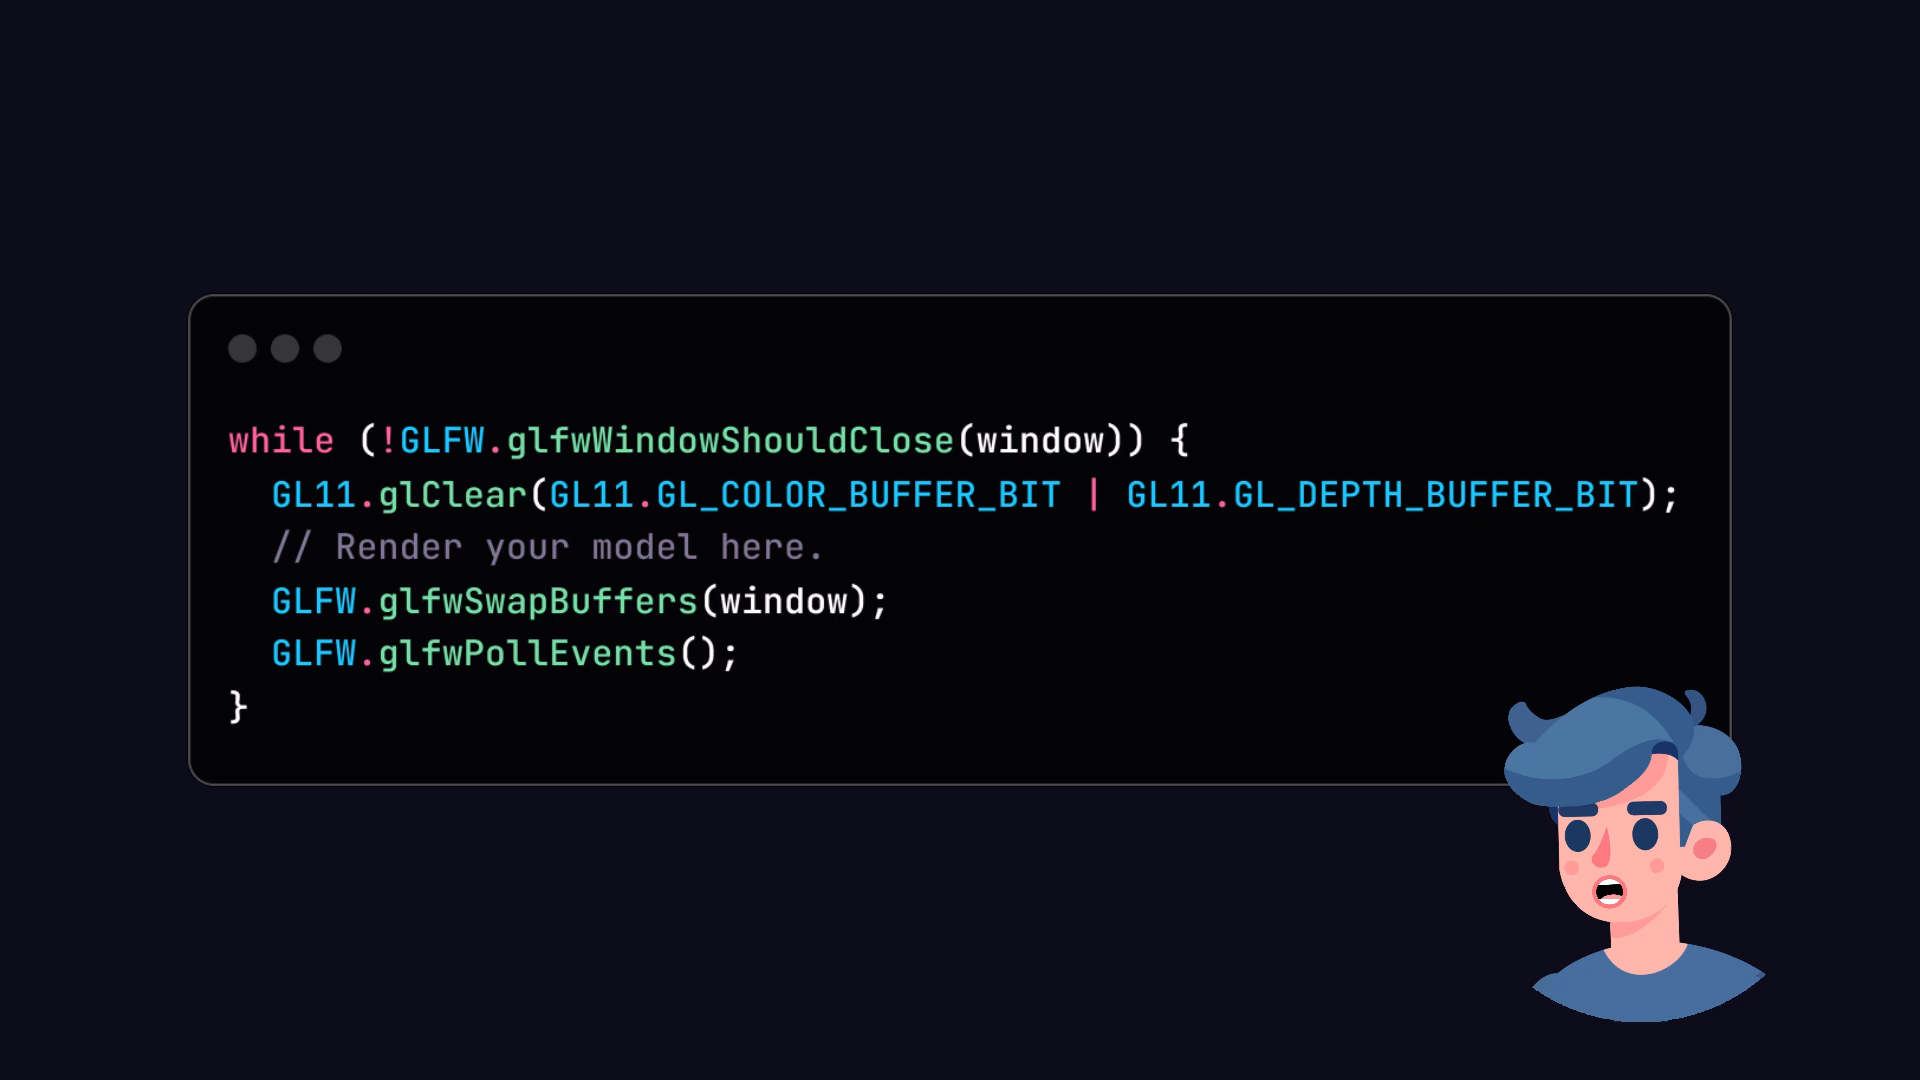 while (!GLFW.glfwWindowShouldClose(window)) {
GL11.glClear(GL11.GL_COLOR_BUFFER_BIT | GL11.GL_DEPTH_BUFFER_BIT);
// Render your model here.
GLFW.glfwSwapBuffers(window);
GLFW.glfwPollEvents();
}